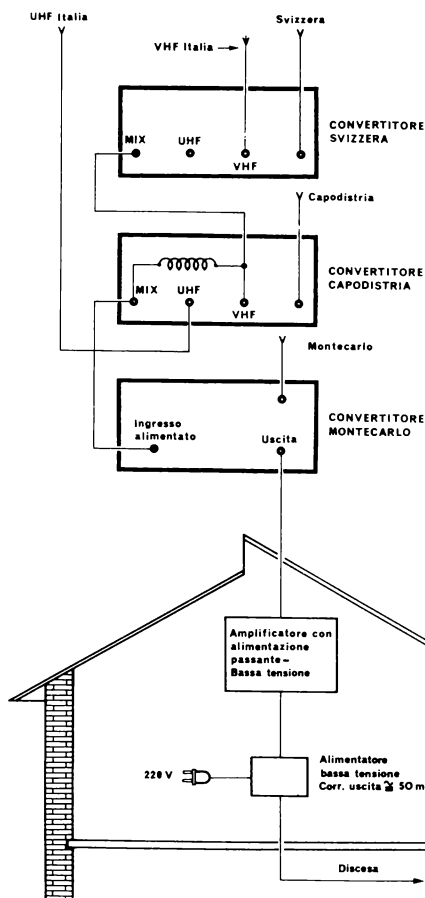 UHF Italia
Svizzera
VHF Italia
MIX
UHF
VHF
CONVERTITORE
SVIZZERA
Capodistria
MIX
UHF
VHF
CONVERTITORE
CAPODISTRIA
Montecarlo
Ingresso
alimentato
Uscita
CONVERTITORE
MONTECARLO
Amplificatore con
alimentazione
passante –
Bassa tensione
220 V
Alimentatore
bassa tensione
Corr. uscita ≅ 50 m
Discesa